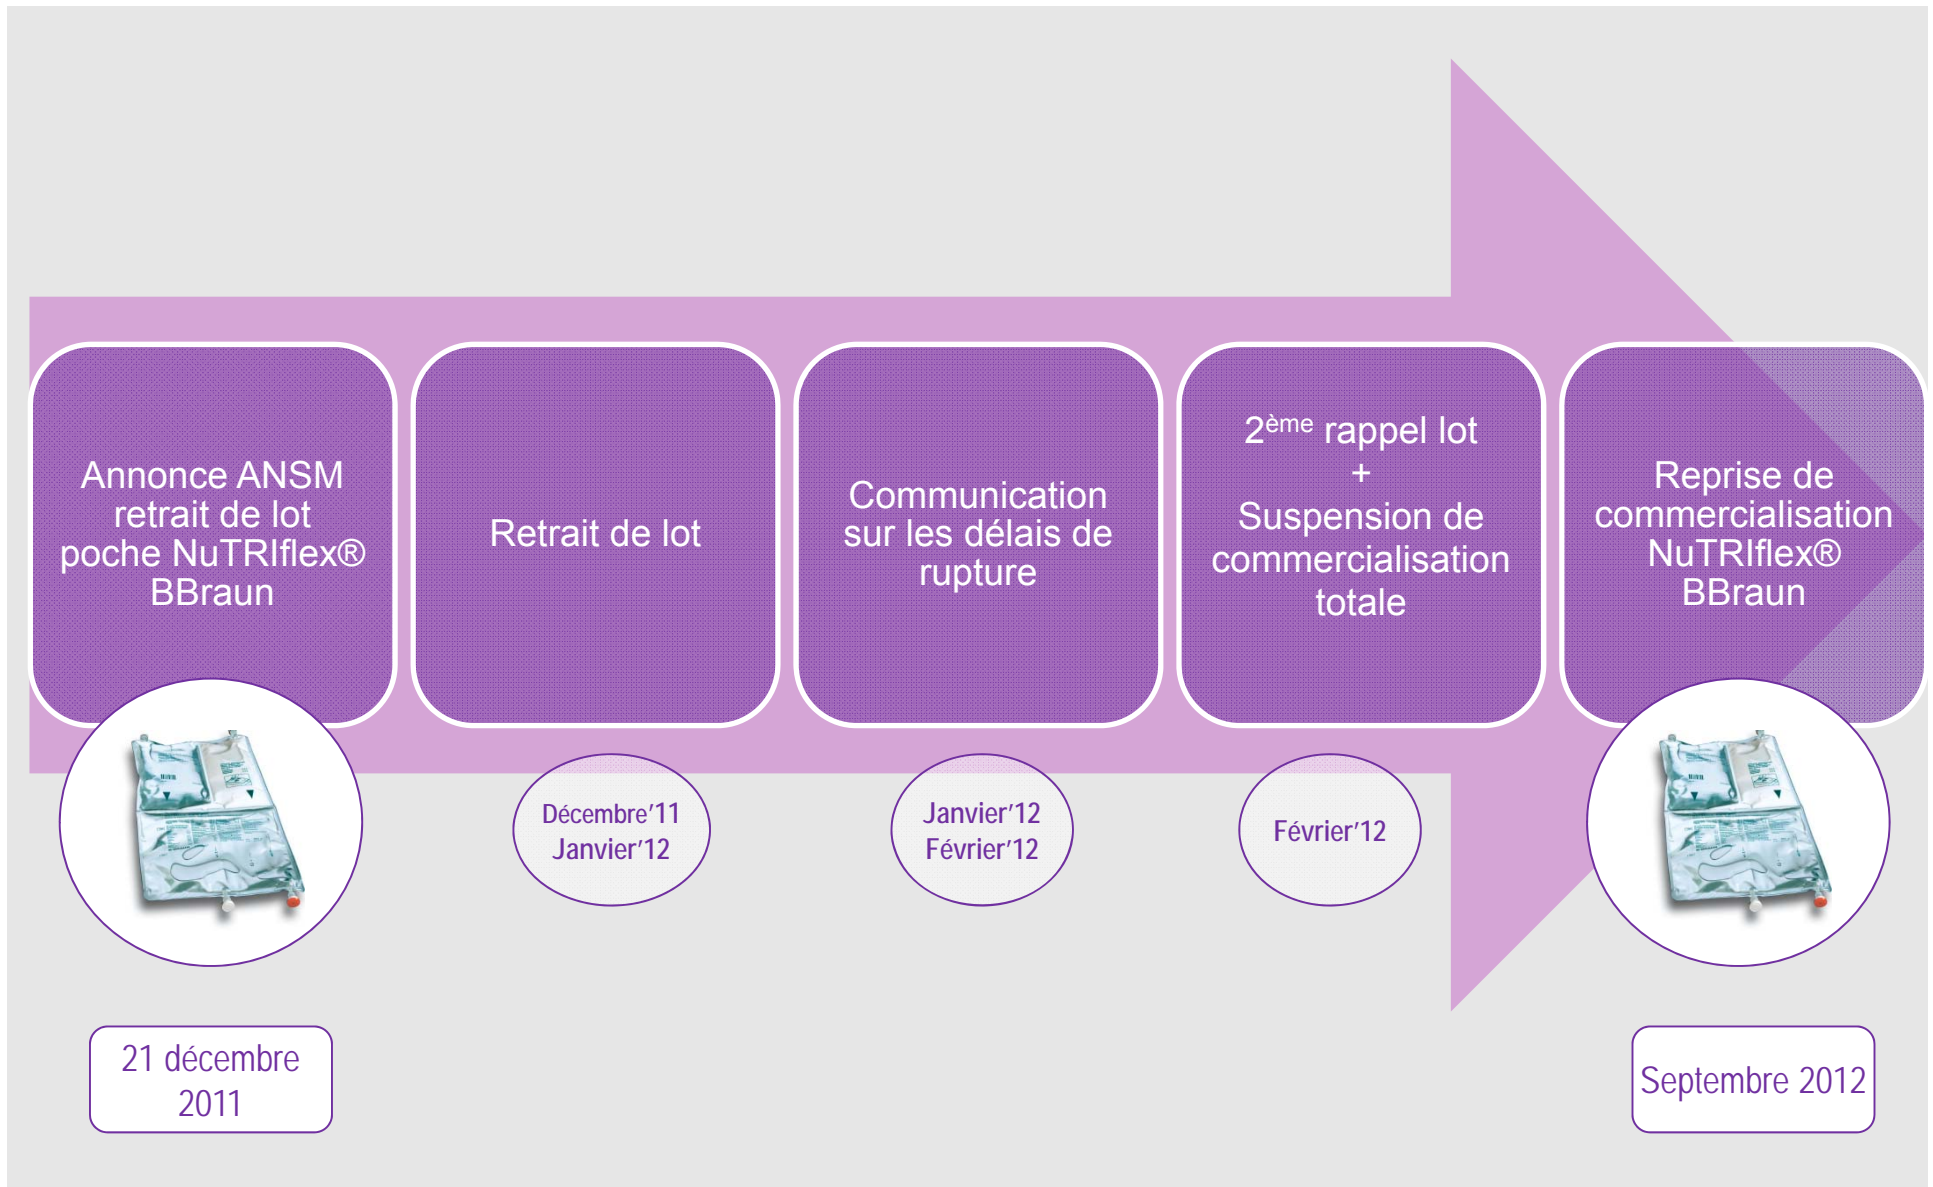 Annonce ANSM
retrait de lot
poche NuTRIflex®
BBraun
Retrait de lot
Communication
sur les délais de
rupture
2ème rappel lot
+
Suspension de
commercialisation
totale
Reprise de
commercialisation
NuTRIflex®
BBraun
Décembre'11
Janvier'12
Janvier'12
Février'12
Février'12
21 décembre
2011
Septembre 2012